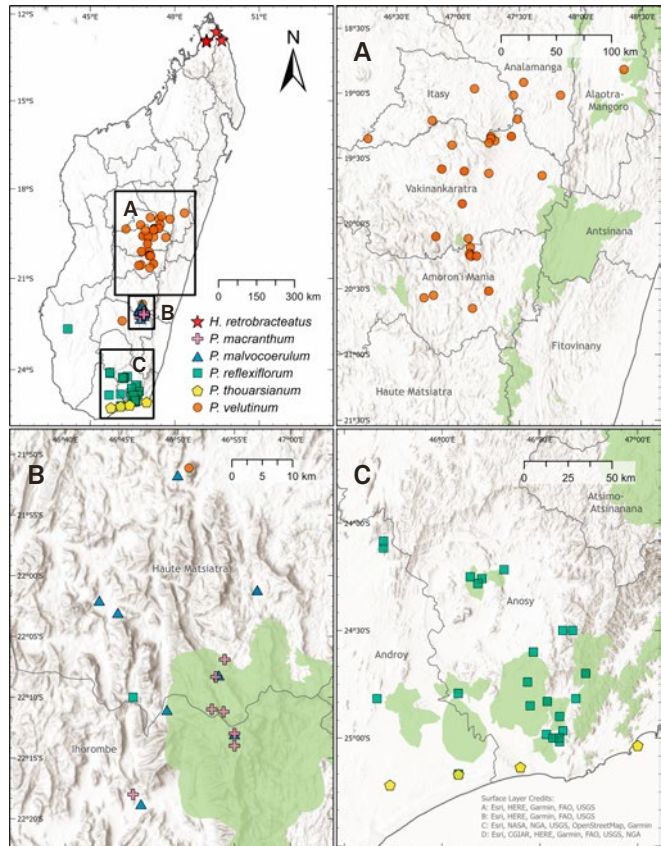 48°E
51°E
N
12°S
15°S
18°S
21°S
24°S
A
B
C
0 150 300 km
H. retrobracteatus
P. macranthum
P. malvocoerulum
P. reflexiflorum
P. thouarsianum
P. velutinum
A
46°30'E 47°00'E 47°30'E 48°00'E 48°30'E
0 50 100 km
18°30'S
19°00'S
19°30'S
20°00'S
20°30'S
21°00'S
21°30'S
Analamanga
Itasy
Alaotra-
Mangoro
Vakinankaratra
Antsinana
Amoron'i Mania
Fitovinany
Haute Matsiatra
B
46°40'E 46°45'E 46°50'E 46°55'E 47°00'E
0 5 10 km
21°50'S
21°55'S
22°00'S
22°05'S
22°10'S
22°15'S
22°20'S
Haute Matsiatra
Ihorombe
C
46°00'E 46°30'E 47°00'E
0 25 50 km
24°00'S
24°30'S
25°00'S
Atsimo-
Atsinanana
Anosy
Androy
Surface Layer Credits:
A: Esri, HERE, Garmin, FAO, USGS
B: Esri, HERE, Garmin, FAO, USGS
C: Esri, NASA, NGA, USGS, OpenStreetMap, Garmin
D: Esri, CGIAR, HERE, Garmin, FAO, USGS, NGA